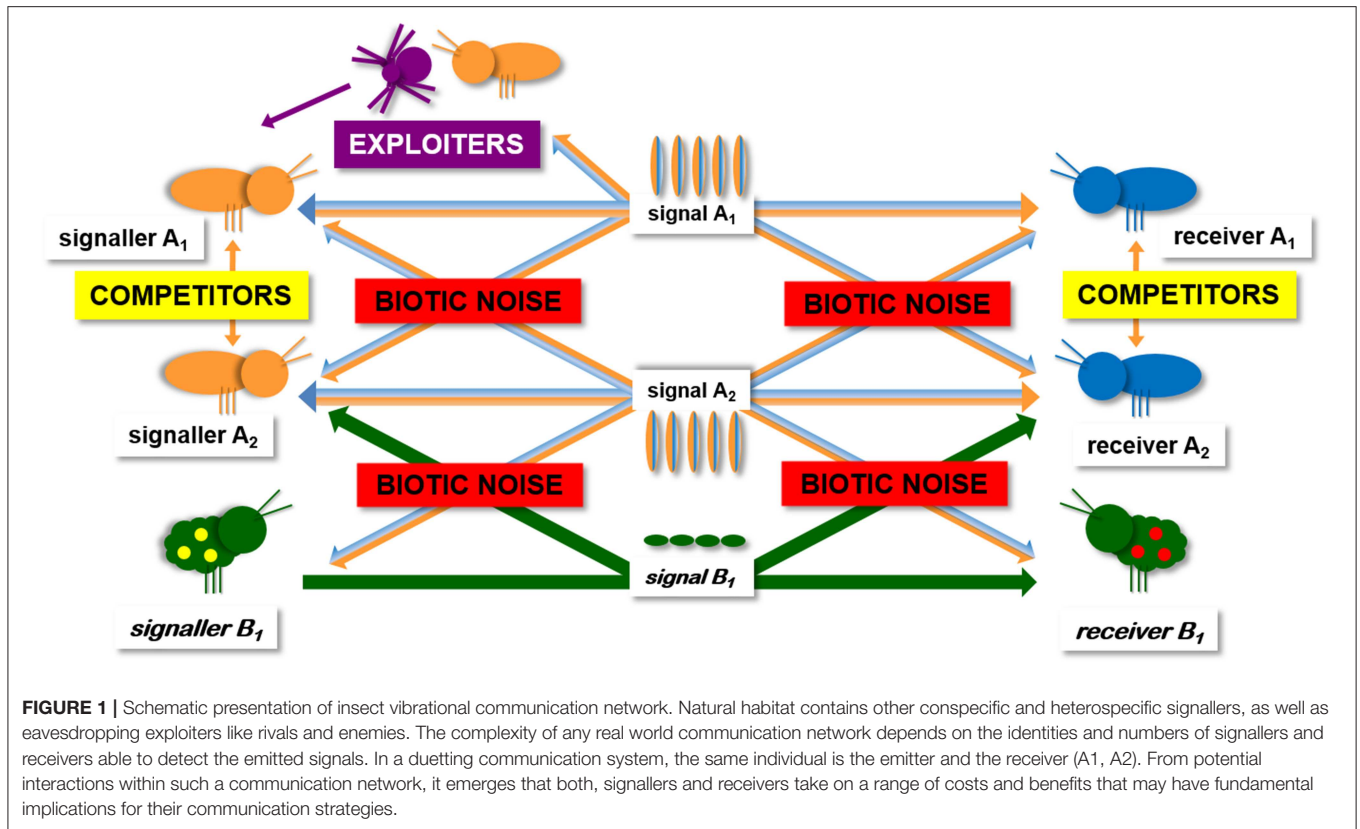 EXPLOITERS
signal A₁
signaller A₁
receiver A₁
COMPETITORS
BIOTIC NOISE
BIOTIC NOISE
COMPETITORS
signal A₂
signaller A₂
receiver A₂
BIOTIC NOISE
BIOTIC NOISE
signal B₁
signaller B₁
receiver B₁
FIGURE 1 | Schematic presentation of insect vibrational communication network. Natural habitat contains other conspecific and heterospecific signallers, as well as
eavesdropping exploiters like rivals and enemies. The complexity of any real world communication network depends on the identities and numbers of signallers and
receivers able to detect the emitted signals. In a duetting communication system, the same individual is the emitter and the receiver (A1, A2). From potential
interactions within such a communication network, it emerges that both, signallers and receivers take on a range of costs and benefits that may have fundamental
implications for their communication strategies.